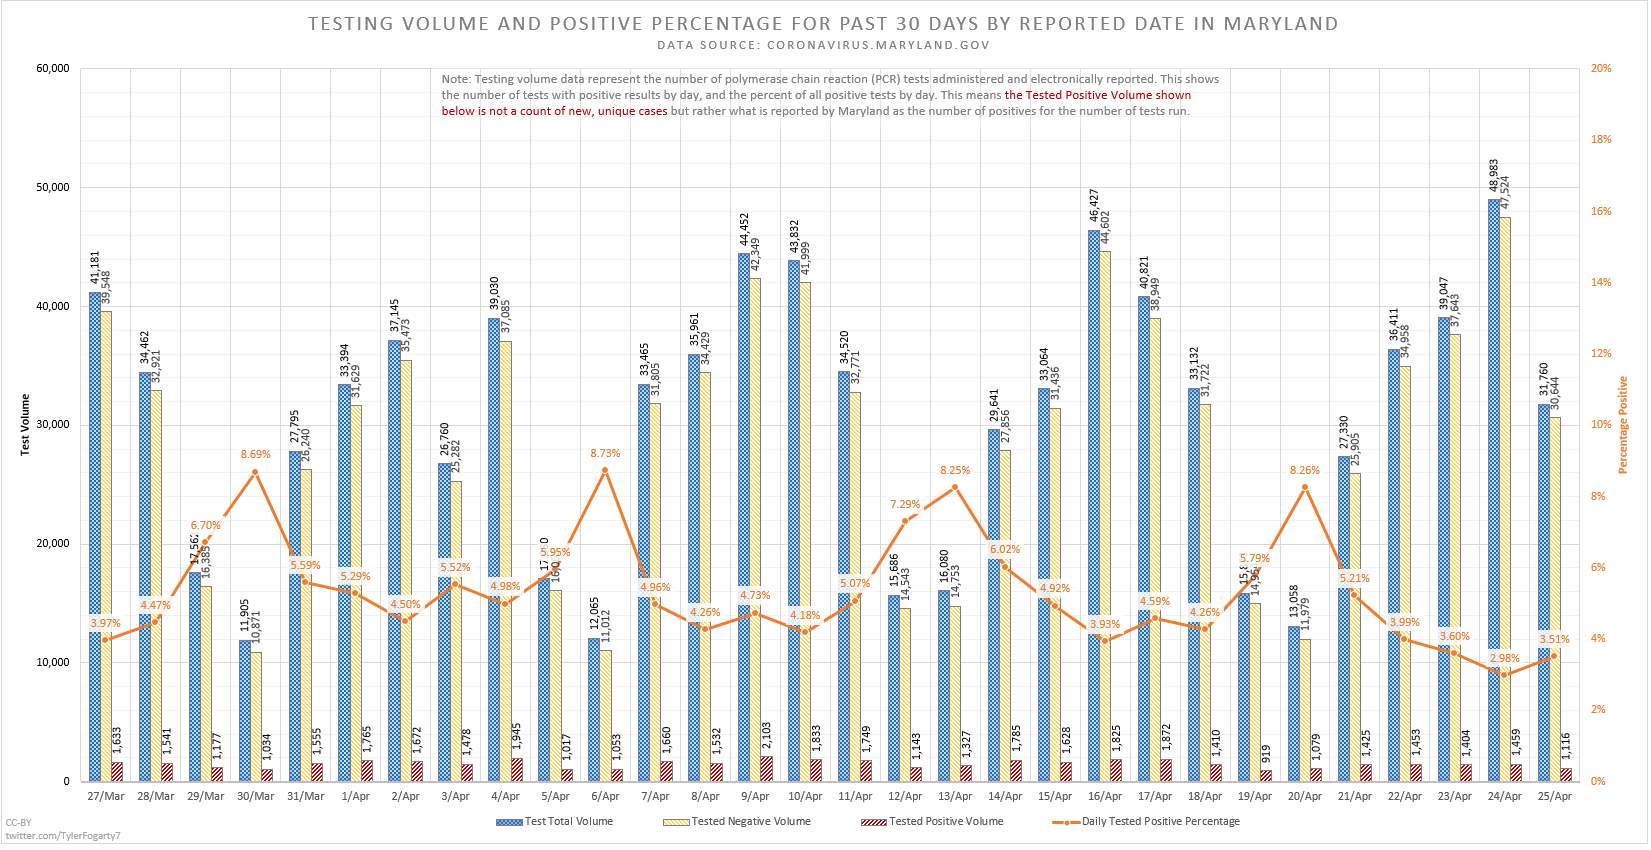 TESTING VOLUME AND POSITIVE PERCENTAGE FOR PAST 30 DAYS BY REPORTED DATE IN MARYLAND
DATA SOURCE: CORONAVIRUS.MARYLAND.GOV
Note: Testing volume data represent the number of polymerase chain reaction (PCR) tests administered and electronically reported. This shows
the number of tests with positive results by day, and the percent of all positive tests by day. This means the Tested Positive Volume shown
below is not a count of new, unique cases but rather what is reported by Maryland as the number of positives for the number of tests run.
Test Volume
60,000
50,000
40,000
30,000
20,000
10,000
0
41,181 39,548 3.97% 1,633
34,462 32,921 4.47% 1,541
16,385 6.70% 1,177
11,905 10,871 8.69% 1,034
27,795 26,240 5.59% 1,555
33,394 31,629 5.29% 1,765
37,145 35,473 4.50% 1,672
26,760 25,282 5.52% 1,478
39,030 37,085 4.98% 1,945
5.95% 1,017
12,065 11,012 8.73% 1,053
33,465 31,805 4.96% 1,660
35,961 34,429 4.26% 1,532
44,452 42,349 4.73% 2,103
43,832 41,999 4.18% 1,833
34,520 32,771 5.07% 1,749
15,686 14,543 7.29% 1,143
16,080 14,753 8.25% 1,327
29,641 27,856 6.02% 1,785
33,064 31,436 4.92% 1,628
46,427 44,602 3.93% 1,825
40,821 38,949 4.59% 1,872
33,132 31,722 4.26% 1,410
5.79% 919
13,058 11,979 8.26% 1,079
27,330 25,905 5.21% 1,425
36,411 34,958 3.99% 1,453
39,047 37,643 3.60% 1,404
48,983 47,524 2.98% 1,459
31,760 30,644 3.51% 1,116
20%
18%
16%
14%
12%
10%
8%
6%
4%
2%
0%
Percentage Positive
27/Mar 28/Mar 29/Mar 30/Mar 31/Mar 1/Apr 2/Apr 3/Apr 4/Apr 5/Apr 6/Apr 7/Apr 8/Apr 9/Apr 10/Apr 11/Apr 12/Apr 13/Apr 14/Apr 15/Apr 16/Apr 17/Apr 18/Apr 19/Apr 20/Apr 21/Apr 22/Apr 23/Apr 24/Apr 25/Apr
Test Total Volume Tested Negative Volume Tested Positive Volume Daily Tested Positive Percentage
CC-BY
twitter.com/TylerFogarty7